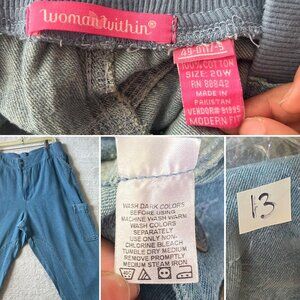 woman within®
100% COTTON
SIZE: 20W
RN 88842
MADE IN
PAKISTAN
VENDOR# 81995
MODERN FIT
WASH DARK COLORS
BEFORE USING
MACHINE WASH WARM
WASH COLORS
SEPARATELY
USE ONLY NON-
CHLORINE BLEACH
TUMBLE DRY MEDIUM
REMOVE PROMPTLY
MEDIUM STEAM IRON
13